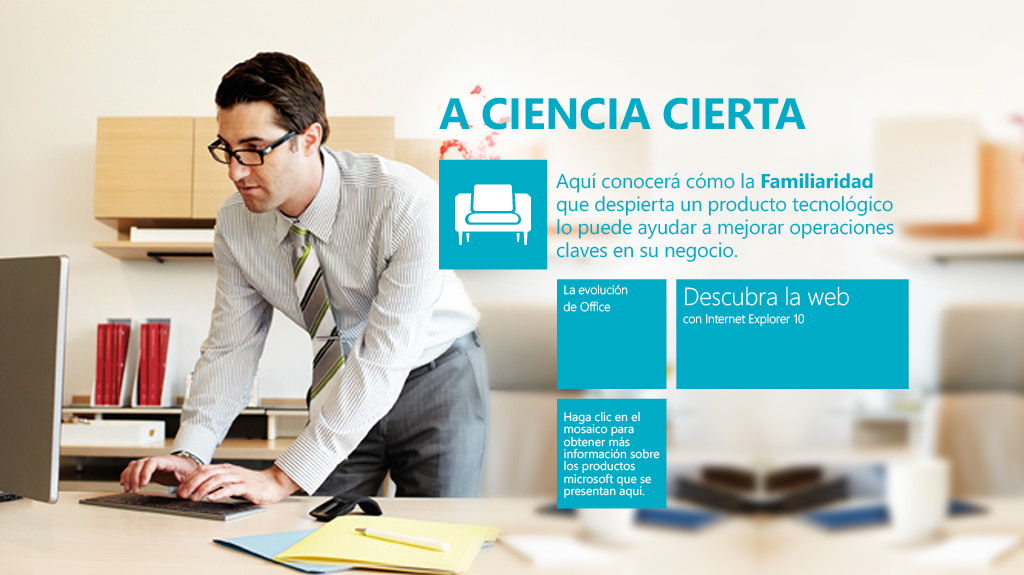 A CIENCIA CIERTA
Aquí conocerá cómo la Familiaridad
que despierta un producto tecnológico
lo puede ayudar a mejorar operaciones
claves en su negocio.
La evolución
de Office
Descubra la web
con Internet Explorer 10
Haga clic en el
mosaico para
obtener más
información sobre
los productos
microsoft que se
presentan aquí.